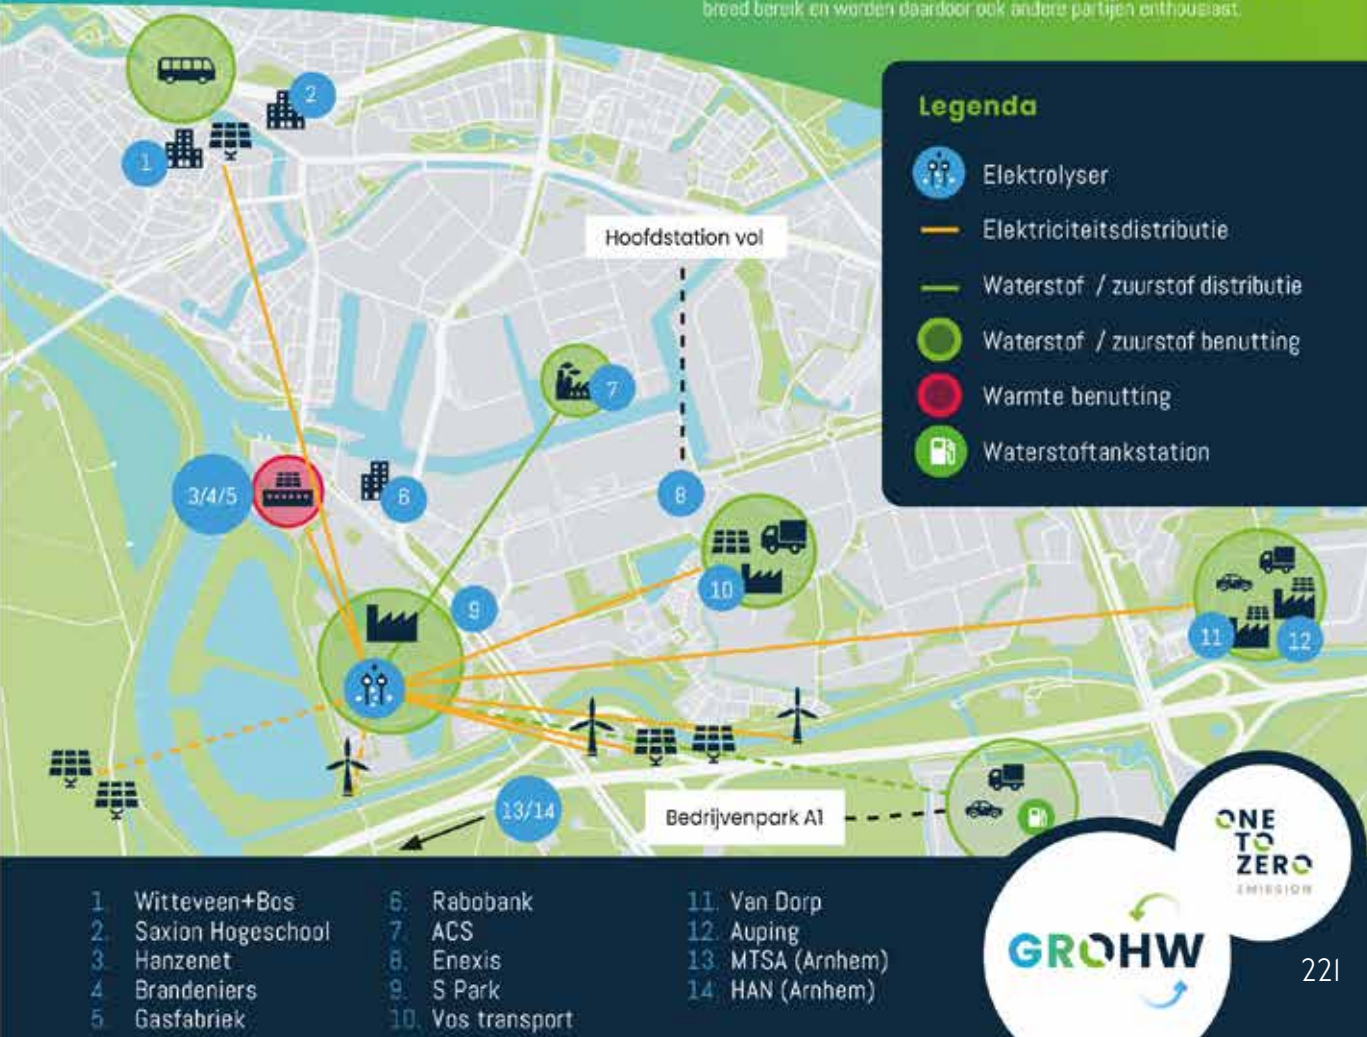 breed bereik en worden daardoor ook andere partijen enthousiast.
Legenda
Elektrolyser
Elektriciteitsdistributie
Waterstof / zuurstof distributie
Waterstof / zuurstof benutting
Warmte benutting
Waterstoftankstation
2
1
Hoofdstation vol
7
3/4/5
6
8
10
9
11
12
13/14
Bedrijvenpark A1
1. Witteveen+Bos
2. Saxion Hogeschool
3. Hanzenet
4. Brandeniers
5. Gasfabriek
6. Rabobank
7. ACS
8. Enexis
9. S Park
10. Vos transport
11. Van Dorp
12. Auping
13. MTSA (Arnhem)
14. HAN (Arnhem)
ONE
TO
ZERO
EMISSION
GROHW
221